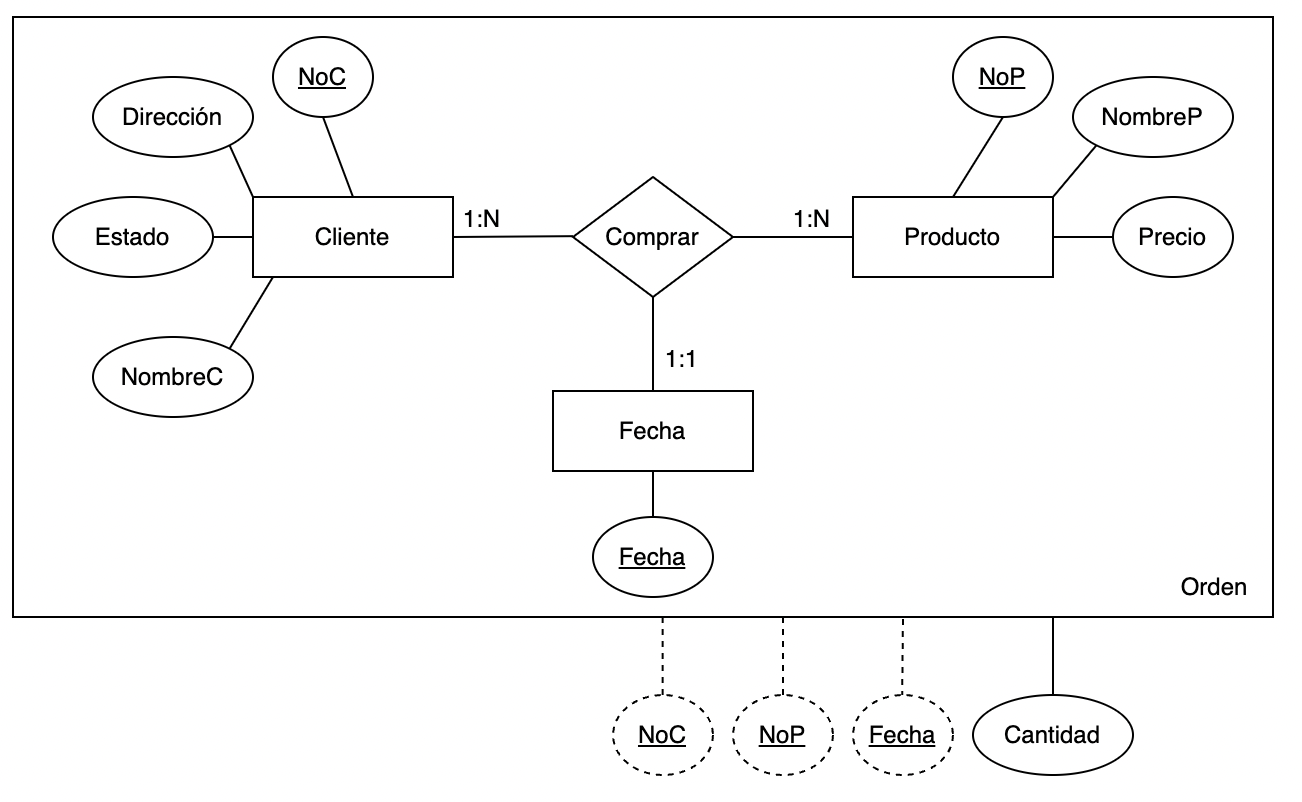 NoC
NoP
Dirección
NombreP
Estado
Cliente
1:N
Comprar
1:N
Producto
Precio
NombreC
1:1
Fecha
Fecha
Orden
NoC
NoP
Fecha
Cantidad